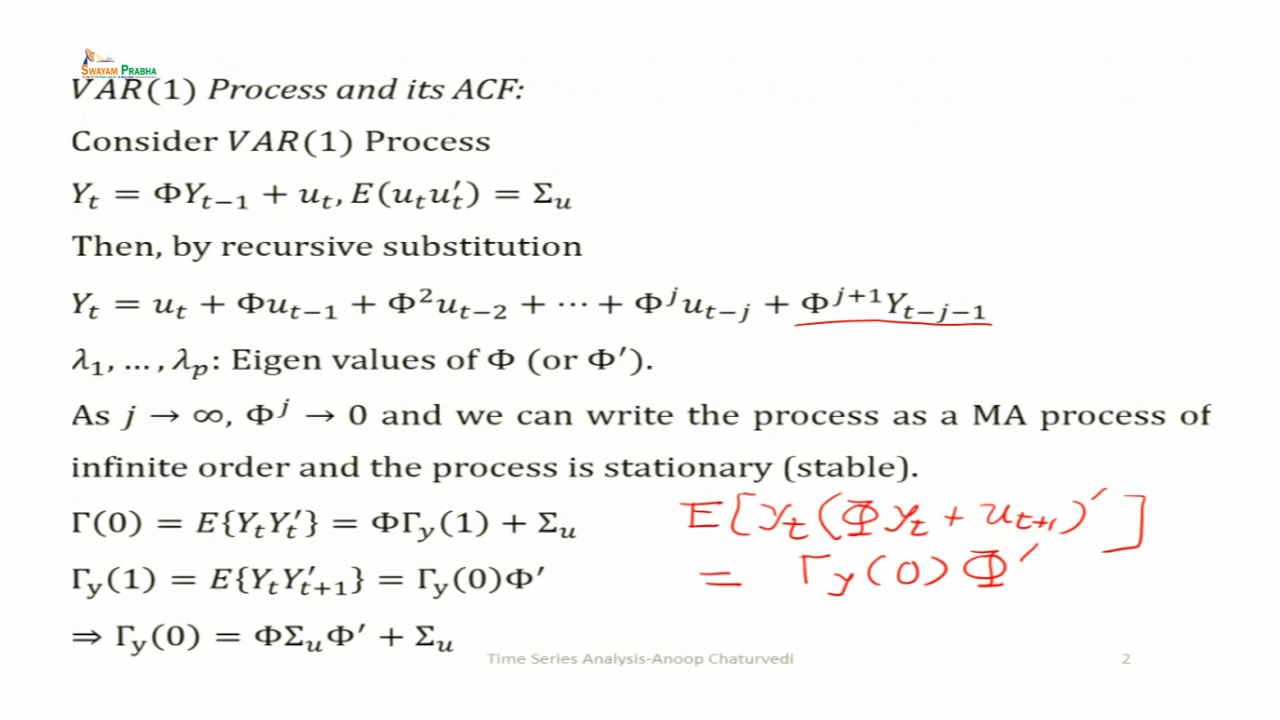 SWAYAM PRABHA
VAR(1) Process and its ACF:
Consider VAR(1) Process
Y_t = ΦY_{t−1} + u_t, E(u_t u_t′) = Σ_u
Then, by recursive substitution
Y_t = u_t + Φu_{t−1} + Φ²u_{t−2} + ⋯ + Φ^j u_{t−j} + Φ^{j+1}Y_{t−j−1}
λ_1, … , λ_p: Eigen values of Φ (or Φ′).
As j → ∞, Φ^j → 0 and we can write the process as a MA process of
infinite order and the process is stationary (stable).
Γ(0) = E{Y_t Y_t′} = ΦΓ_y(1) + Σ_u
E[y_t(Φ y_t + u_{t+1})′]
Γ_y(1) = E{Y_t Y′_{t+1}} = Γ_y(0)Φ′
= Γ_y(0) Φ′
⇒ Γ_y(0) = ΦΣ_uΦ′ + Σ_u
Time Series Analysis-Anoop Chaturvedi
2